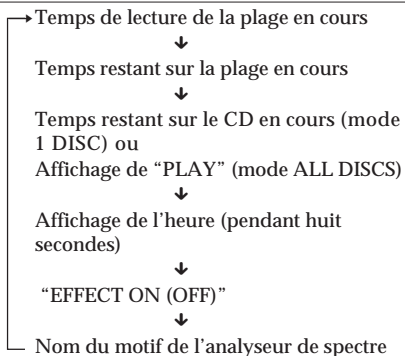 Temps de lecture de la plage en cours
Temps restant sur la plage en cours
Temps restant sur le CD en cours (mode
1 DISC) ou
Affichage de “PLAY” (mode ALL DISCS)
Affichage de l’heure (pendant huit
secondes)
“EFFECT ON (OFF)”
Nom du motif de l’analyseur de spectre